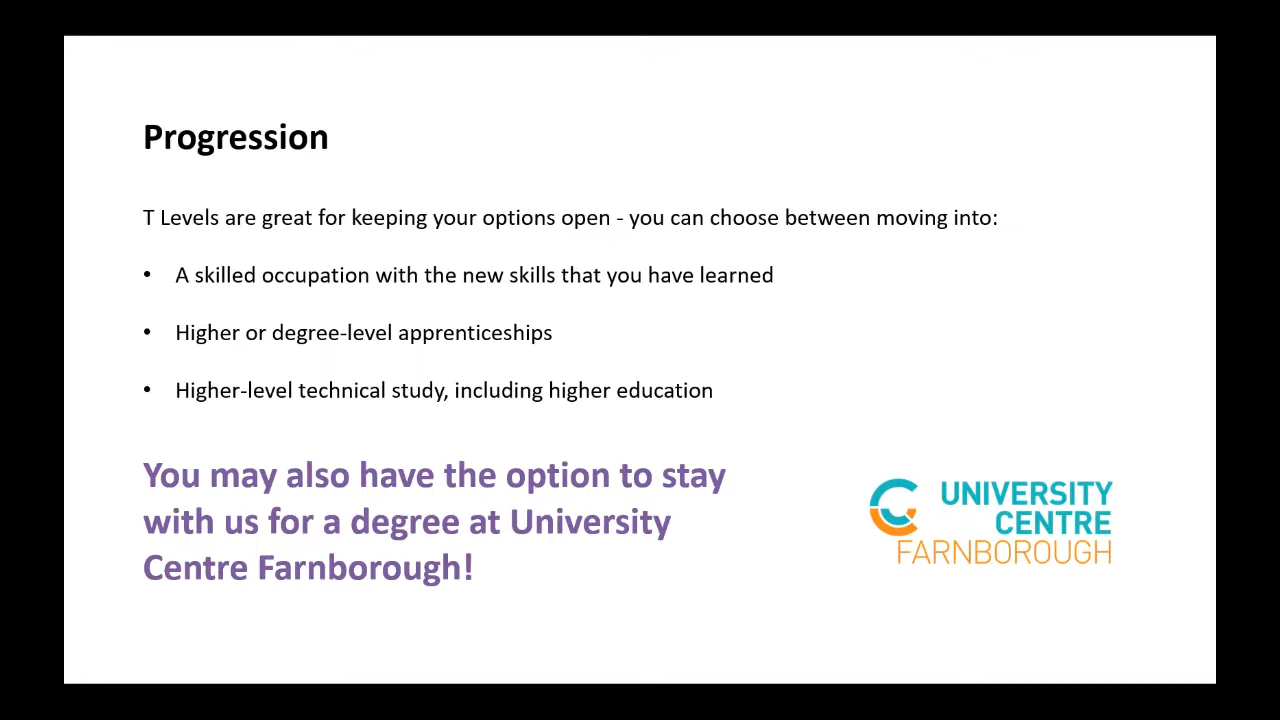 Progression
T Levels are great for keeping your options open - you can choose between moving into:
• A skilled occupation with the new skills that you have learned
• Higher or degree-level apprenticeships
• Higher-level technical study, including higher education
You may also have the option to stay
with us for a degree at University
Centre Farnborough!
UNIVERSITY
CENTRE
FARNBOROUGH